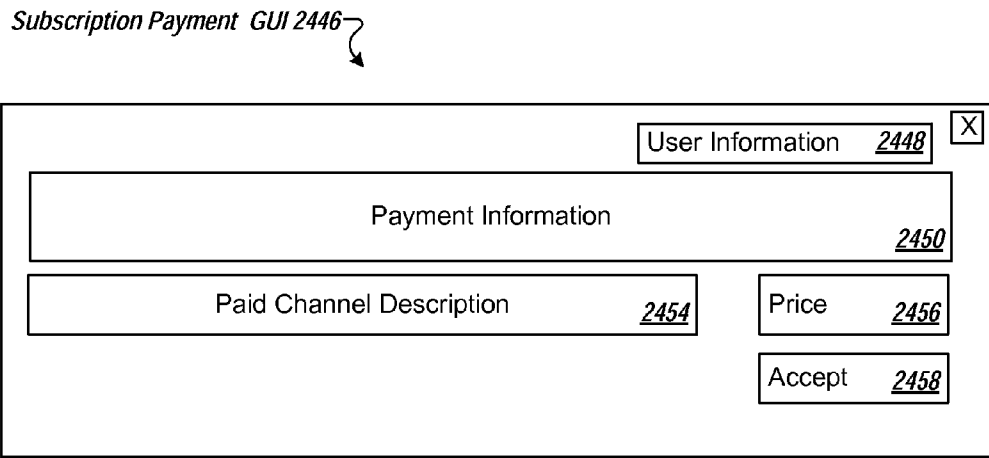 Subscription Payment GUI 2446
X
User Information 2448
Payment Information
2450
Paid Channel Description 2454
Price 2456
Accept 2458